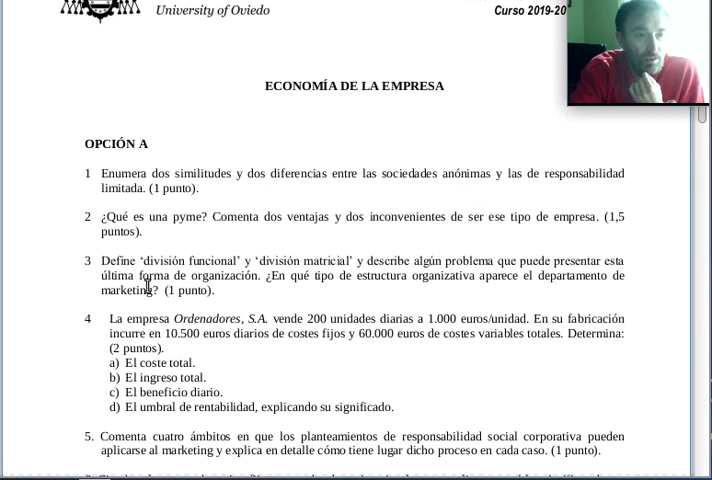 University of Oviedo
Curso 2019-20
ECONOMÍA DE LA EMPRESA
OPCIÓN A
1 Enumera dos similitudes y dos diferencias entre las sociedades anónimas y las de responsabilidad
limitada. (1 punto).
2 ¿Qué es una pyme? Comenta dos ventajas y dos inconvenientes de ser ese tipo de empresa. (1,5
puntos).
3 Define ‘división funcional’ y ‘división matricial’ y describe algún problema que puede presentar esta
última forma de organización. ¿En qué tipo de estructura organizativa aparece el departamento de
marketing? (1 punto).
4 La empresa Ordenadores, S.A. vende 200 unidades diarias a 1.000 euros/unidad. En su fabricación
incurre en 10.500 euros diarios de costes fijos y 60.000 euros de costes variables totales. Determina:
(2 puntos).
a) El coste total.
b) El ingreso total.
c) El beneficio diario.
d) El umbral de rentabilidad, explicando su significado.
5. Comenta cuatro ámbitos en que los planteamientos de responsabilidad social corporativa pueden
aplicarse al marketing y explica en detalle cómo tiene lugar dicho proceso en cada caso. (1 punto).